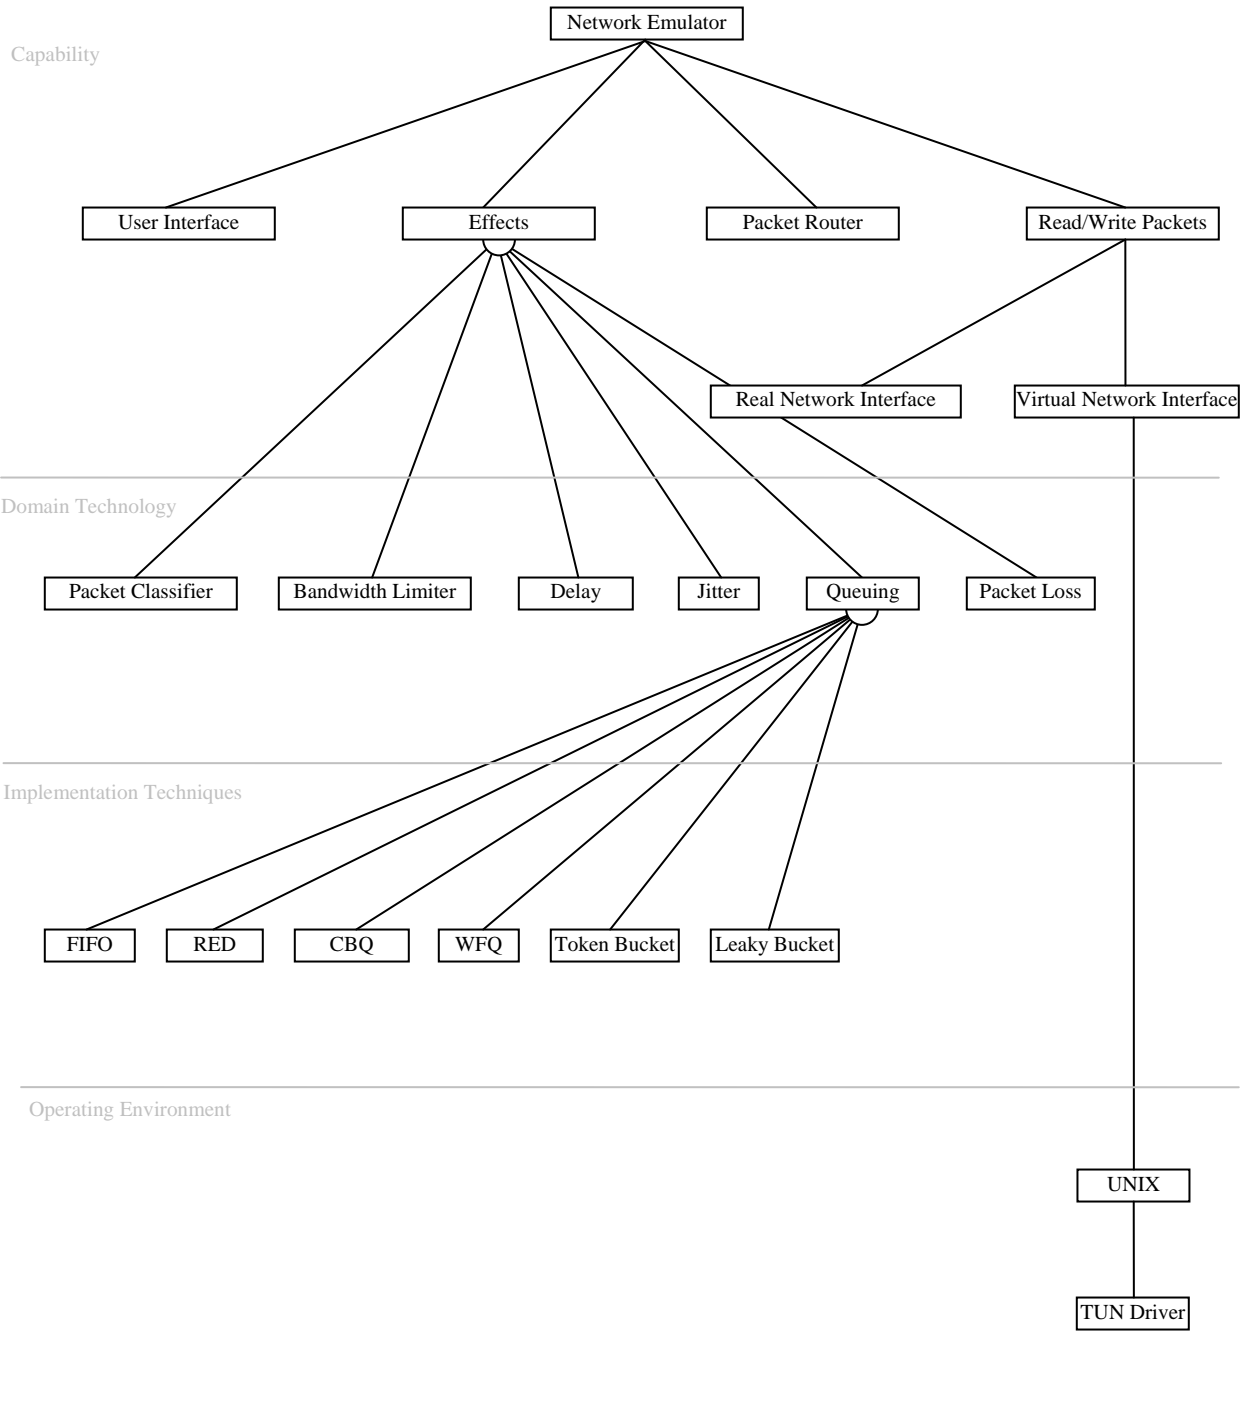 Network Emulator
Capability
User Interface
Effects
Packet Router
Read/Write Packets
Real Network Interface
Virtual Network Interface
Domain Technology
Packet Classifier
Bandwidth Limiter
Delay
Jitter
Queuing
Packet Loss
Implementation Techniques
FIFO
RED
CBQ
WFQ
Token Bucket
Leaky Bucket
Operating Environment
UNIX
TUN Driver